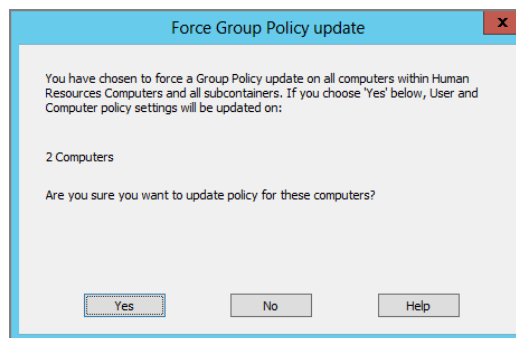 Force Group Policy update
x
You have chosen to force a Group Policy update on all computers within Human
Resources Computers and all subcontainers. If you choose 'Yes' below, User and
Computer policy settings will be updated on:
2 Computers
Are you sure you want to update policy for these computers?
Yes
No
Help